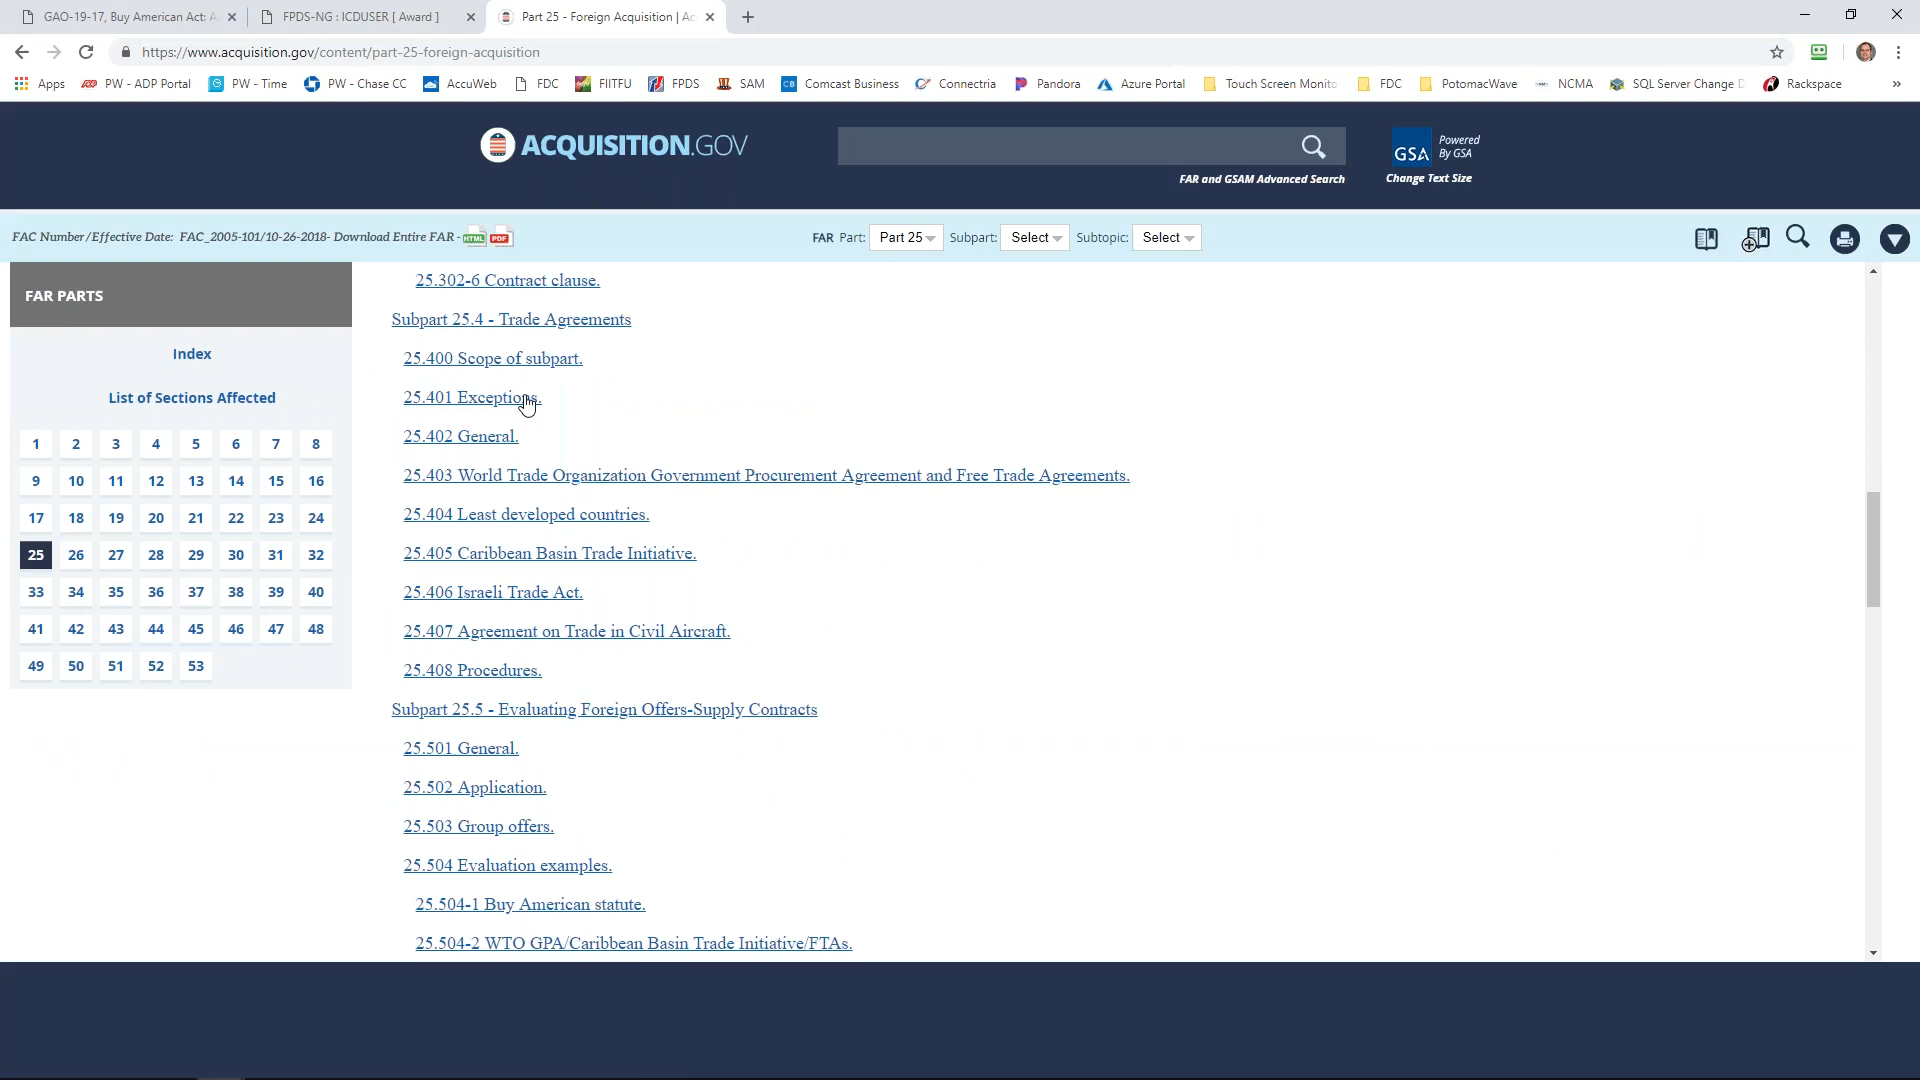 GAO-19-17, Buy American Act: A
FPDS-NG : ICDUSER [ Award ]
Part 25 - Foreign Acquisition | Ac
https://www.acquisition.gov/content/part-25-foreign-acquisition
Apps
PW - ADP Portal
PW - Time
PW - Chase CC
AccuWeb
FDC
FIITFU
FPDS
SAM
Comcast Business
Connectria
Pandora
Azure Portal
Touch Screen Monito
FDC
PotomacWave
NCMA
SQL Server Change D
Rackspace
»
ACQUISITION.GOV
GSA
Powered
By GSA
FAR and GSAM Advanced Search
Change Text Size
FAC Number/Effective Date: FAC_2005-101/10-26-2018- Download Entire FAR - HTML PDF
FAR Part: Part 25 Subpart: Select Subtopic: Select
FAR PARTS
Index
List of Sections Affected
1 2 3 4 5 6 7 8
9 10 11 12 13 14 15 16
17 18 19 20 21 22 23 24
25 26 27 28 29 30 31 32
33 34 35 36 37 38 39 40
41 42 43 44 45 46 47 48
49 50 51 52 53
25.302-6 Contract clause.
Subpart 25.4 - Trade Agreements
25.400 Scope of subpart.
25.401 Exceptions.
25.402 General.
25.403 World Trade Organization Government Procurement Agreement and Free Trade Agreements.
25.404 Least developed countries.
25.405 Caribbean Basin Trade Initiative.
25.406 Israeli Trade Act.
25.407 Agreement on Trade in Civil Aircraft.
25.408 Procedures.
Subpart 25.5 - Evaluating Foreign Offers-Supply Contracts
25.501 General.
25.502 Application.
25.503 Group offers.
25.504 Evaluation examples.
25.504-1 Buy American statute.
25.504-2 WTO GPA/Caribbean Basin Trade Initiative/FTAs.